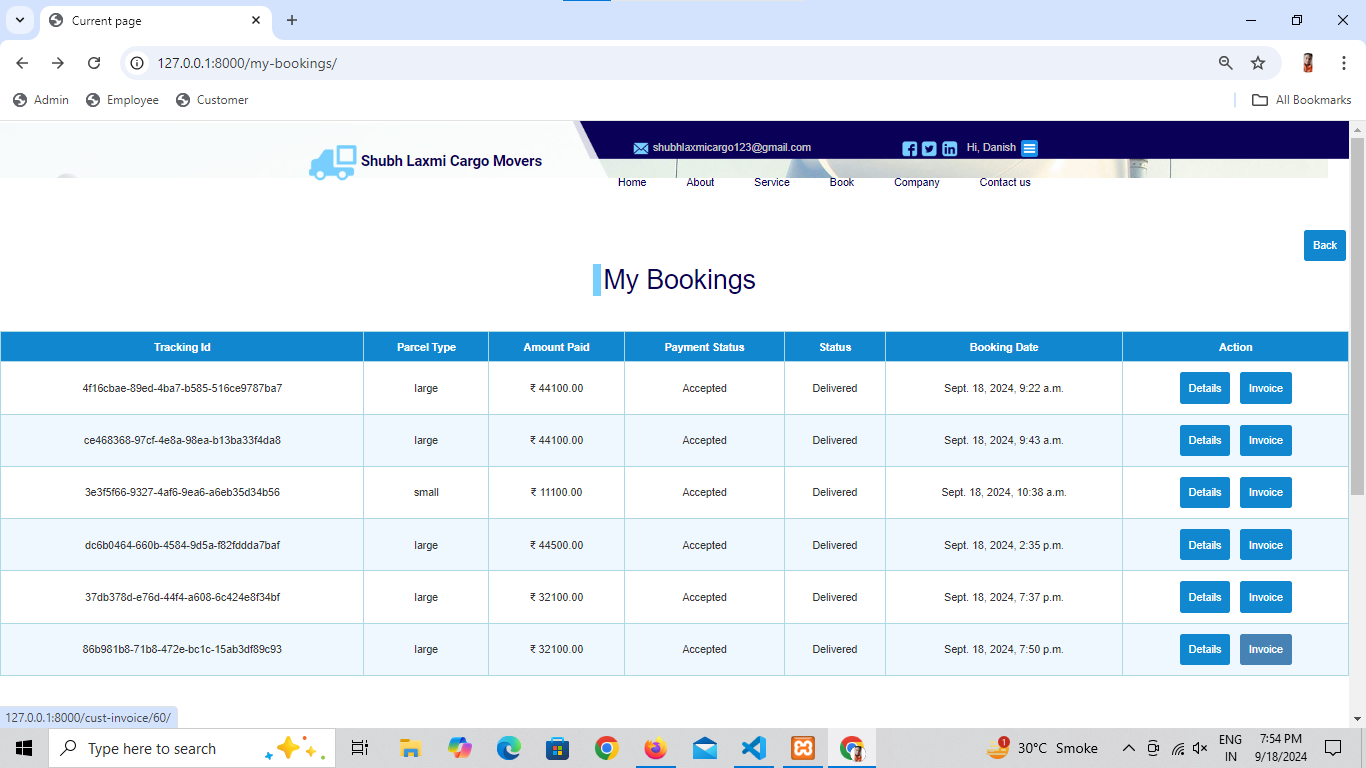 Current page
127.0.0.1:8000/my-bookings/
Admin Employee Customer All Bookmarks
shubhlaxmicargo123@gmail.com Hi, Danish
Shubh Laxmi Cargo Movers
Home About Service Book Company Contact us
Back
My Bookings
Tracking Id Parcel Type Amount Paid Payment Status Status Booking Date Action
4f16cbae-89ed-4ba7-b585-516ce9787ba7 large ₹ 44100.00 Accepted Delivered Sept. 18, 2024, 9:22 a.m. Details Invoice
ce468368-97cf-4e8a-98ea-b13ba33f4da8 large ₹ 44100.00 Accepted Delivered Sept. 18, 2024, 9:43 a.m. Details Invoice
3e3f5f66-9327-4af6-9ea6-a6eb35d34b56 small ₹ 11100.00 Accepted Delivered Sept. 18, 2024, 10:38 a.m. Details Invoice
dc6b0464-660b-4584-9d5a-f82fddda7baf large ₹ 44500.00 Accepted Delivered Sept. 18, 2024, 2:35 p.m. Details Invoice
37db378d-e76d-44f4-a608-6c424e8f34bf large ₹ 32100.00 Accepted Delivered Sept. 18, 2024, 7:37 p.m. Details Invoice
86b981b8-71b8-472e-bc1c-15ab3df89c93 large ₹ 32100.00 Accepted Delivered Sept. 18, 2024, 7:50 p.m. Details Invoice
127.0.0.1:8000/cust-invoice/60/
Type here to search 1 30°C Smoke ENG 7:54 PM
IN 9/18/2024